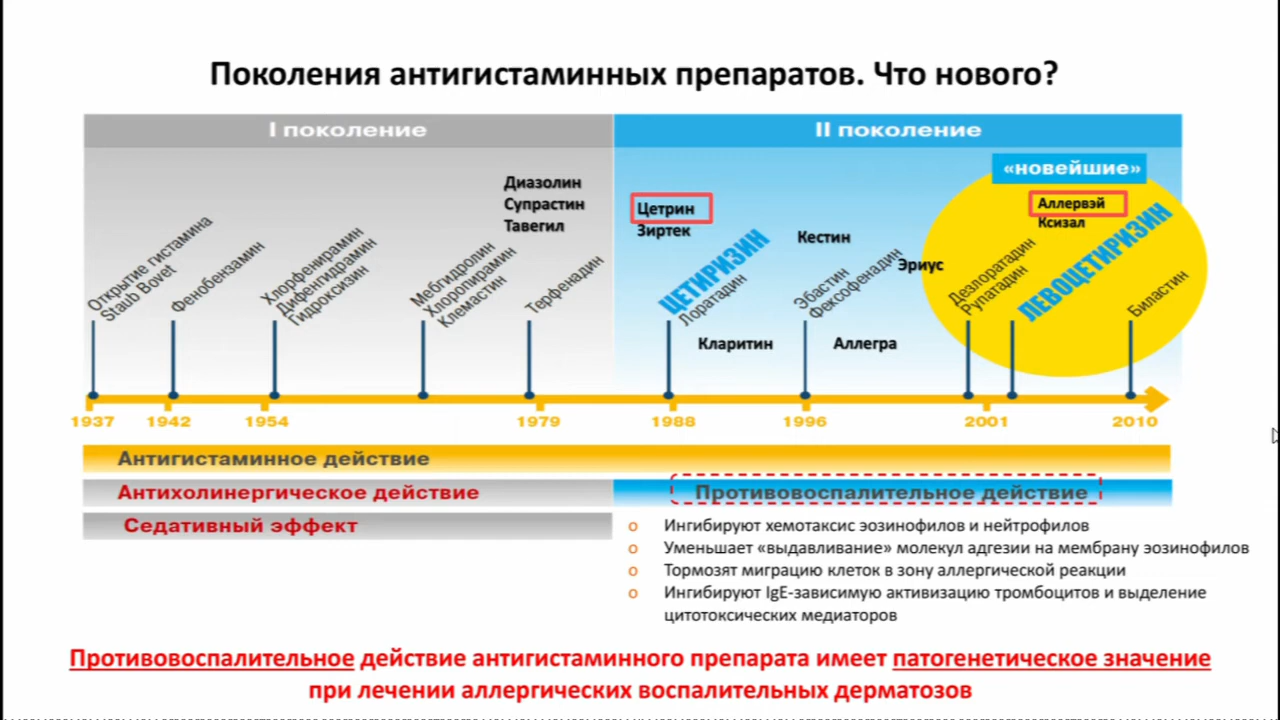 Поколения антигистаминных препаратов. Что нового?
I поколение
II поколение
«новейшие»
Диазолин
Супрастин
Тавегил
Цетрин
Зиртек
Кестин
Эриус
Аллервэй
Ксизал
Открытие гистамина
Staub Bovet
Фенобензамин
Хлорфенирамин
Дифенгидрамин
Гидроксизин
Мебгидролин
Хлоропирамин
Клемастин
Терфенадин
ЦЕТИРИЗИН
Лоратадин
Эбастин
Фексофенадин
Дезлоратадин
Рупатадин
ЛЕВОЦЕТИРИЗИН
Биластин
Кларитин
Аллегра
1937
1942
1954
1979
1988
1996
2001
2010
Антигистаминное действие
Антихолинергическое действие
Противовоспалительное действие
Седативный эффект
o Ингибируют хемотаксис эозинофилов и нейтрофилов
o Уменьшает «выдавливание» молекул адгезии на мембрану эозинофилов
o Тормозят миграцию клеток в зону аллергической реакции
o Ингибируют IgE-зависимую активизацию тромбоцитов и выделение
цитотоксических медиаторов
Противовоспалительное действие антигистаминного препарата имеет патогенетическое значение
при лечении аллергических воспалительных дерматозов